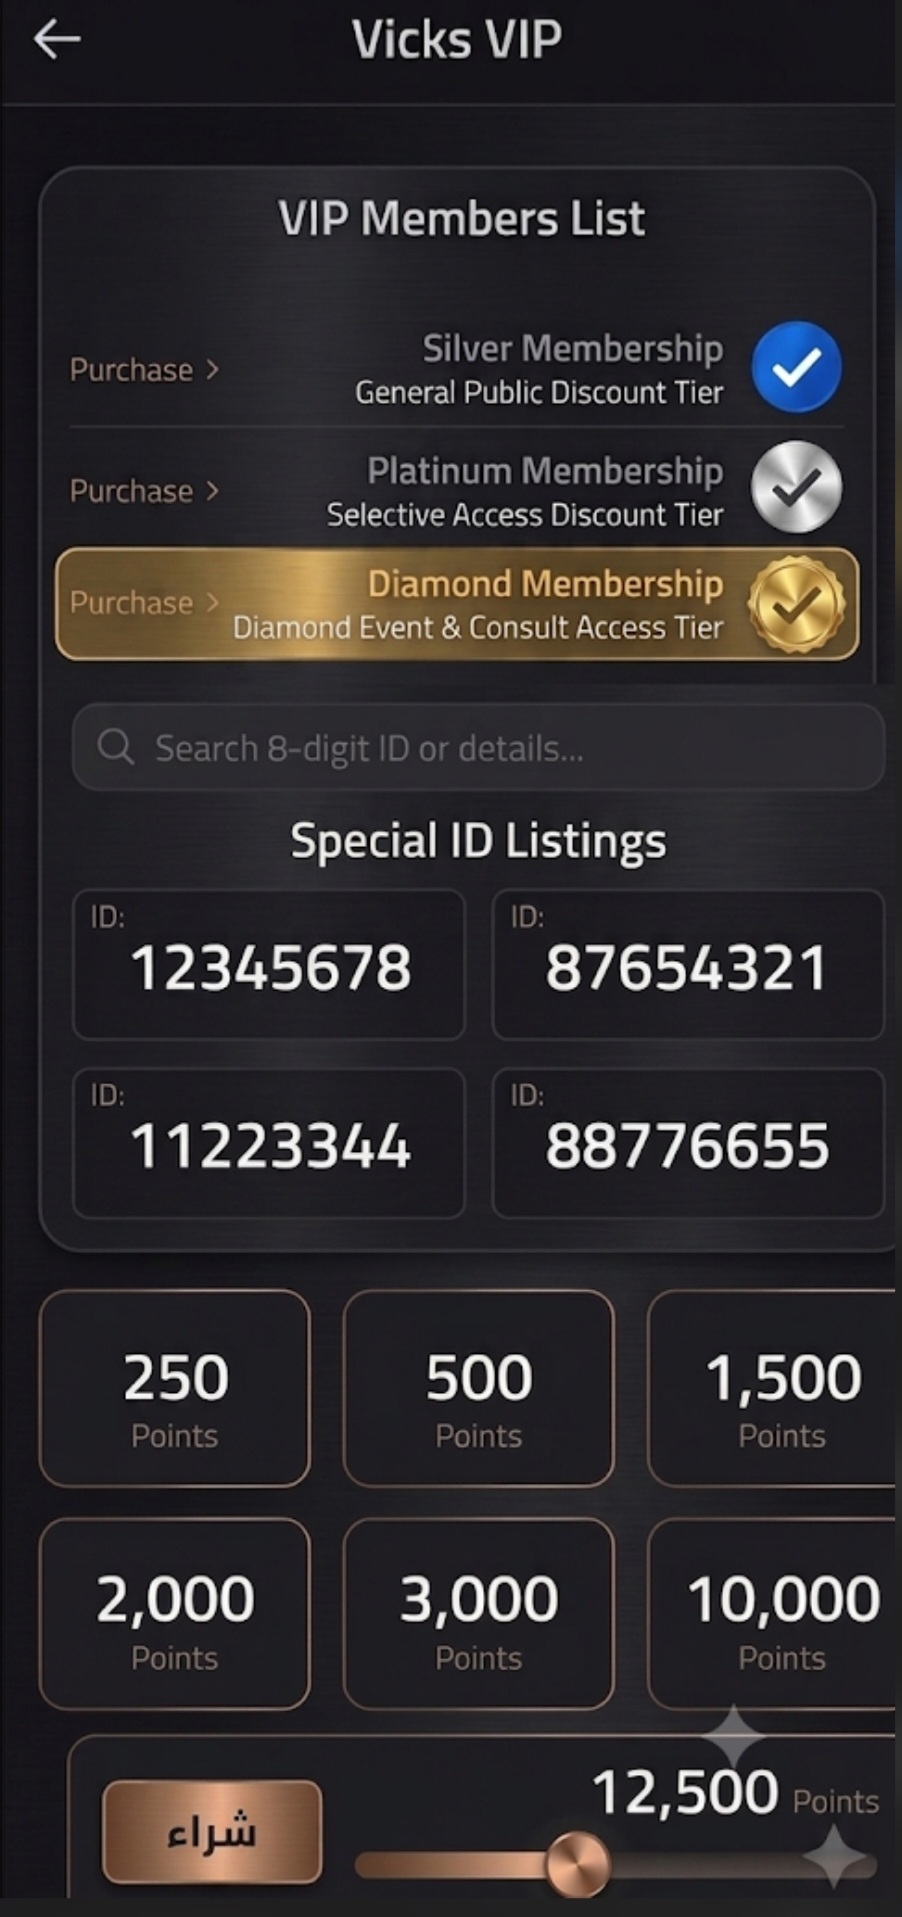 Vicks VIP
VIP Members List
Purchase >
Silver Membership
General Public Discount Tier
Purchase >
Platinum Membership
Selective Access Discount Tier
Purchase >
Diamond Membership
Diamond Event & Consult Access Tier
Search 8-digit ID or details...
Special ID Listings
ID:
12345678
ID:
87654321
ID:
11223344
ID:
88776655
250
Points
500
Points
1,500
Points
2,000
Points
3,000
Points
10,000
Points
12,500 Points
شراء